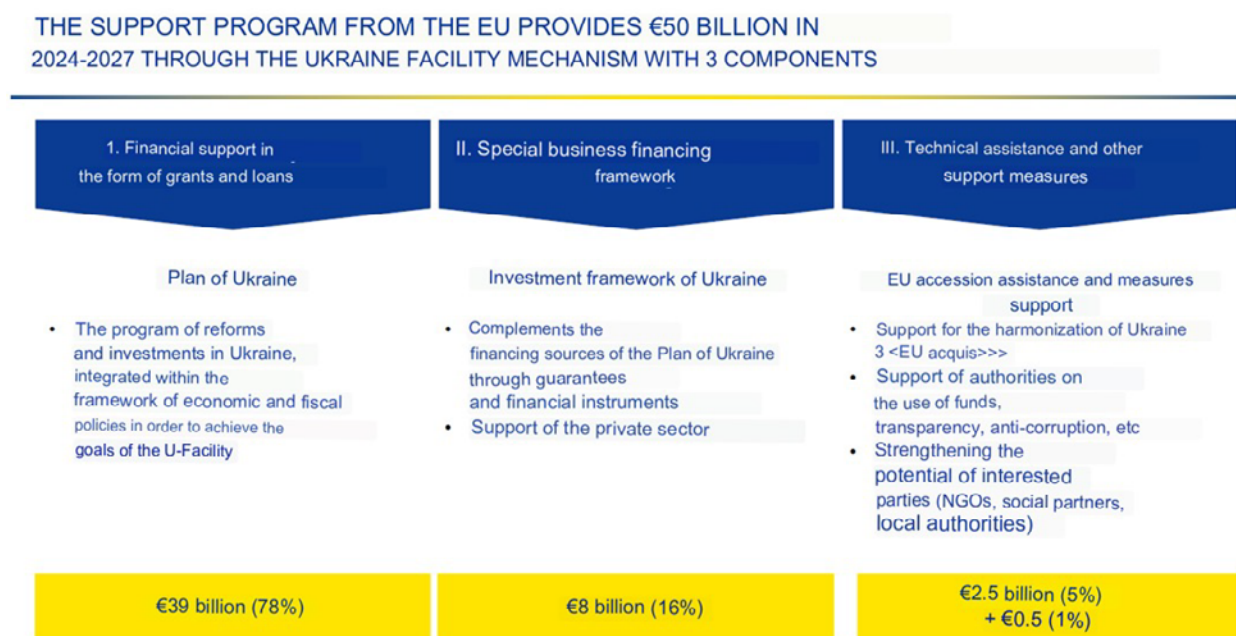 THE SUPPORT PROGRAM FROM THE EU PROVIDES €50 BILLION IN
2024-2027 THROUGH THE UKRAINE FACILITY MECHANISM WITH 3 COMPONENTS
1. Financial support in
the form of grants and loans
II. Special business financing
framework
III. Technical assistance and other
support measures
Plan of Ukraine
• The program of reforms
and investments in Ukraine,
integrated within the
framework of economic and fiscal
policies in order to achieve the
goals of the U-Facility
Investment framework of Ukraine
• Complements the
financing sources of the Plan of Ukraine
through guarantees
and financial instruments
• Support of the private sector
EU accession assistance and measures
support
• Support for the harmonization of Ukraine
3 <EU acquis>>>
• Support of authorities on
the use of funds,
transparency, anti-corruption, etc
• Strengthening the
potential of interested
parties (NGOs, social partners,
local authorities)
€39 billion (78%)
€8 billion (16%)
€2.5 billion (5%)
+ €0.5 (1%)